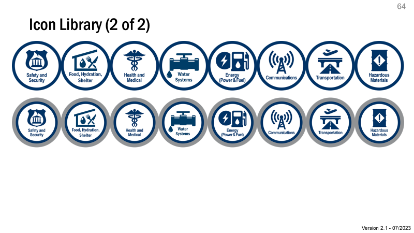 64
Icon Library (2 of 2)
Safety and
Security
Food, Hydration,
Shelter
Health and
Medical
Water
Systems
Energy
(Power & Fuel)
Communications
Transportation
Hazardous
Materials
Safety and
Security
Food, Hydration,
Shelter
Health and
Medical
Water
Systems
Energy
(Power & Fuel)
Communications
Transportation
Hazardous
Materials
Version 2.1 - 07/2023